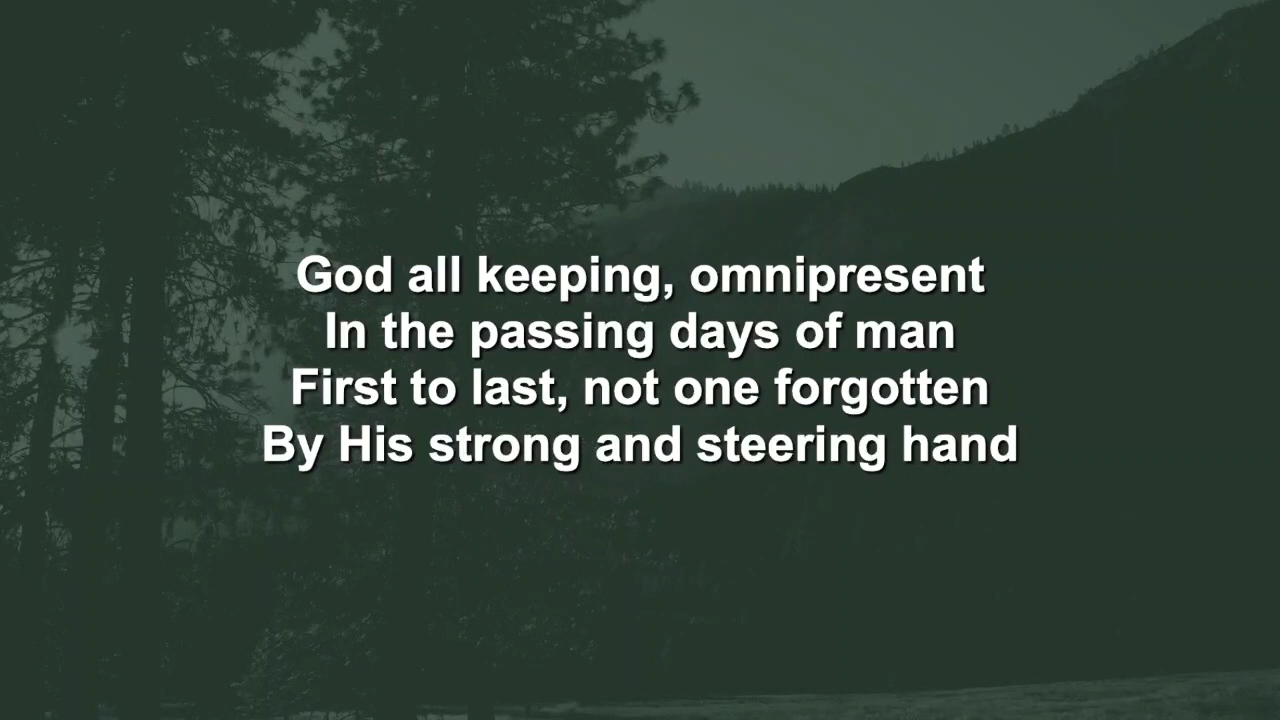 God all keeping, omnipresent
In the passing days of man
First to last, not one forgotten
By His strong and steering hand